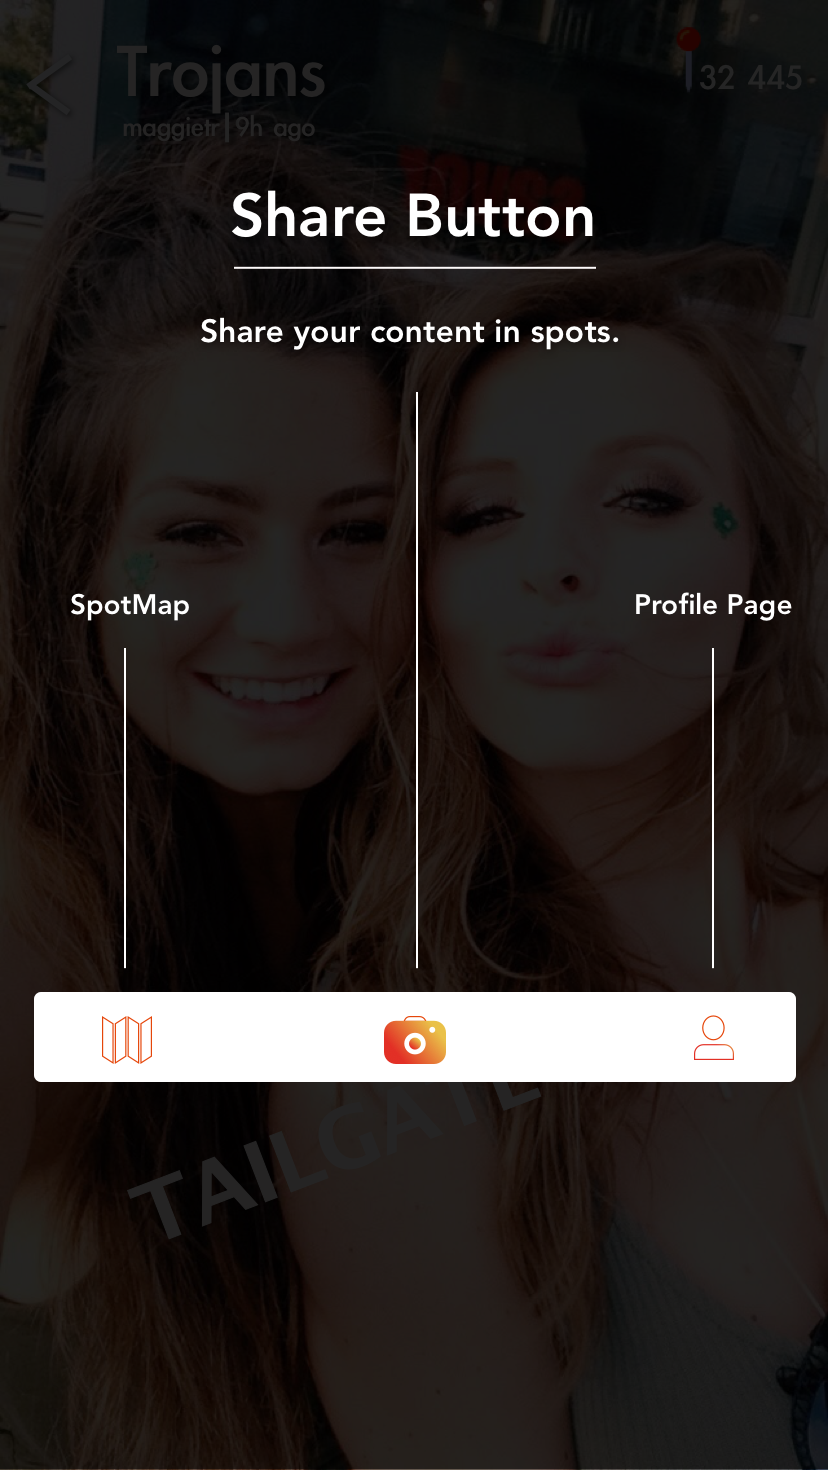 Trojans
32 445
maggietr|9h ago
Share Button
Share your content in spots.
SpotMap
Profile Page
TAILGATE